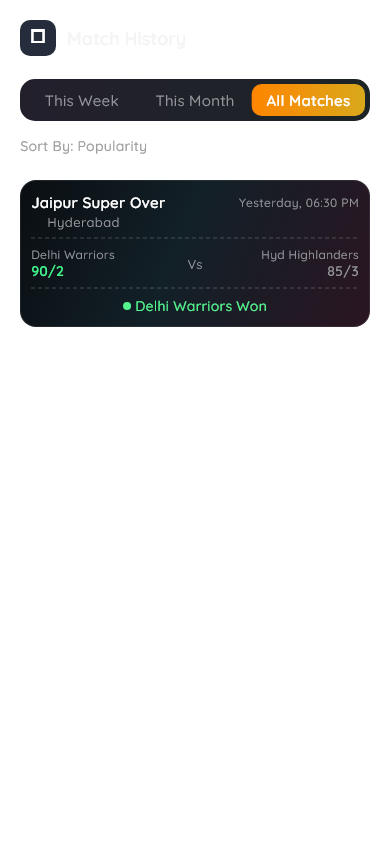 Match History
This Week This Month All Matches
Sort By: Popularity
Jaipur Super Over Yesterday, 06:30 PM
Hyderabad
Delhi Warriors Vs Hyd Highlanders
90/2 85/3
Delhi Warriors Won